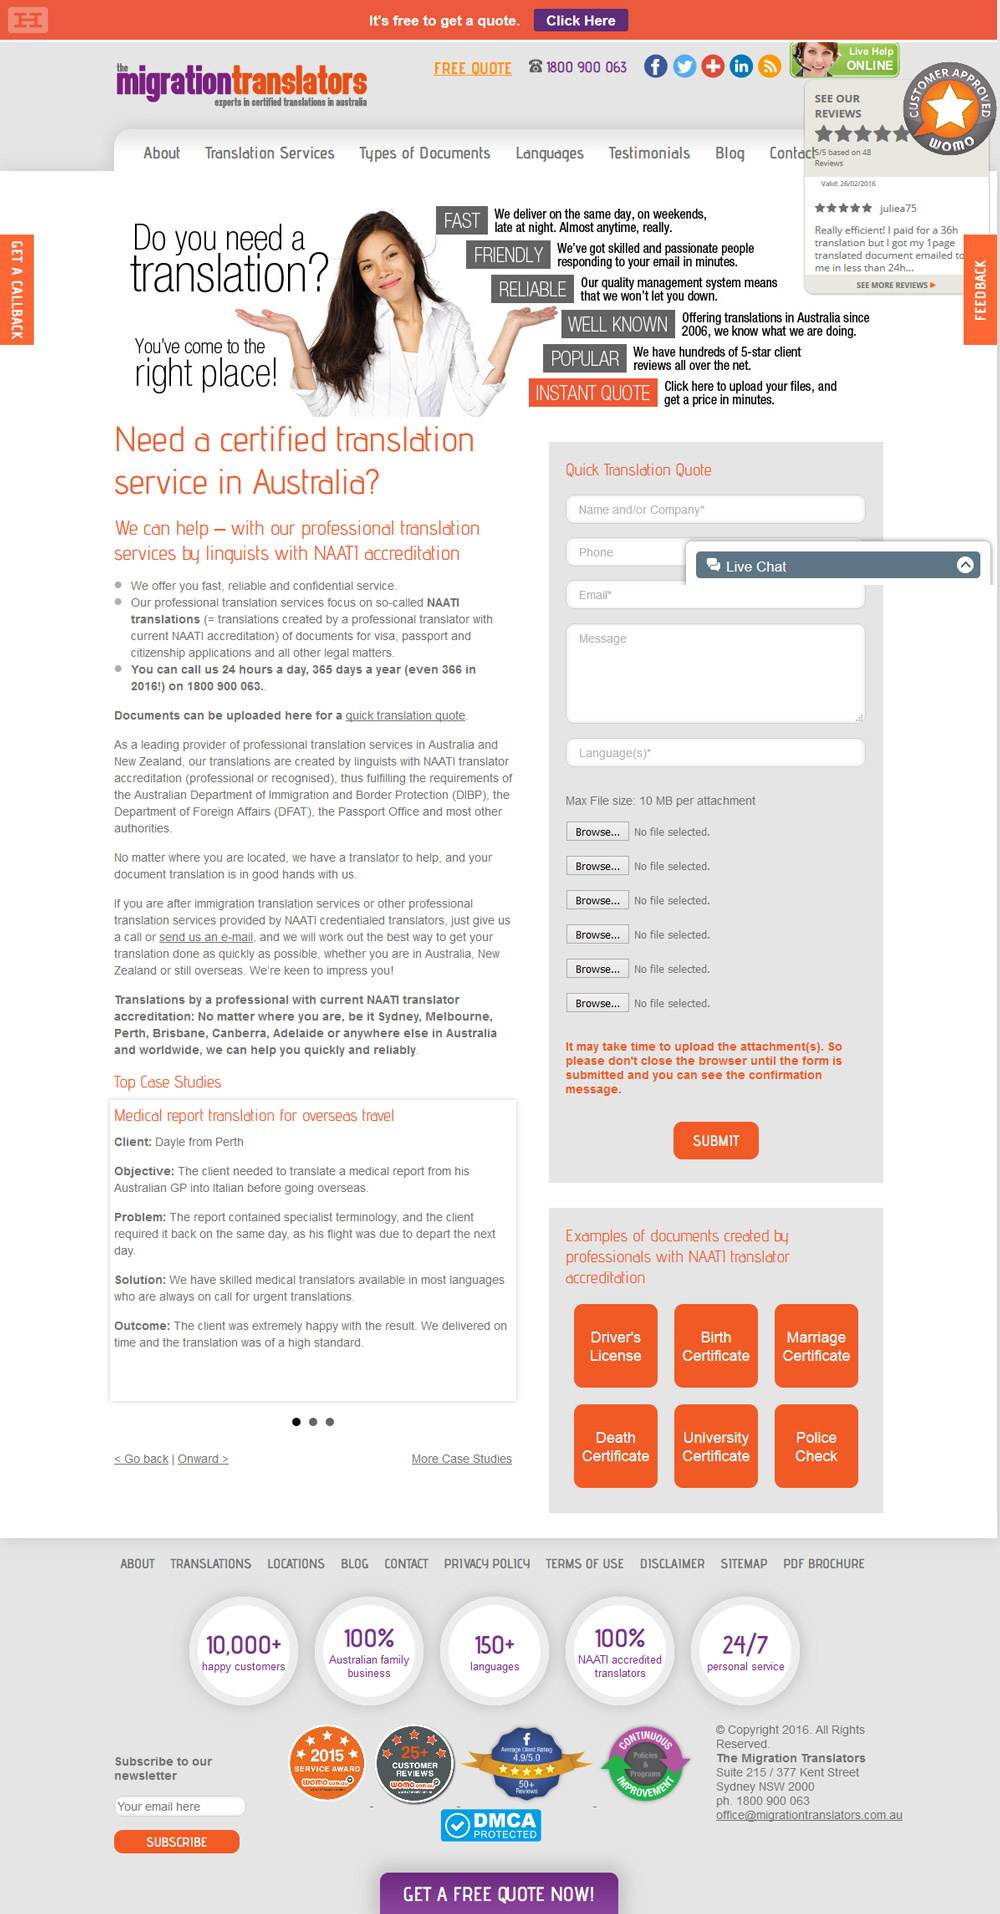 It's free to get a quote. Click Here
the
migrationtranslators
experts in certified translations in australia
FREE QUOTE 1800 900 063
Live Help
ONLINE
CUSTOMER APPROVED
WOMO
SEE OUR
REVIEWS
5/5 based on 48
Reviews
Valid: 26/02/2016
juliea75
Really efficient! I paid for a 36h
translation but I got my 1page
translated document emailed to
me in less than 24h...
SEE MORE REVIEWS
About Translation Services Types of Documents Languages Testimonials Blog Contact
GET A CALLBACK
FEEDBACK
Do you need a
translation?
You've come to the
right place!
FAST We deliver on the same day, on weekends,
late at night. Almost anytime, really.
FRIENDLY We've got skilled and passionate people
responding to your email in minutes.
RELIABLE Our quality management system means
that we won't let you down.
WELL KNOWN Offering translations in Australia since
2006, we know what we are doing.
POPULAR We have hundreds of 5-star client
reviews all over the net.
INSTANT QUOTE Click here to upload your files, and
get a price in minutes.
Need a certified translation
service in Australia?
We can help – with our professional translation
services by linguists with NAATI accreditation
We offer you fast, reliable and confidential service.
Our professional translation services focus on so-called NAATI
translations (= translations created by a professional translator with
current NAATI accreditation) of documents for visa, passport and
citizenship applications and all other legal matters.
You can call us 24 hours a day, 365 days a year (even 366 in
2016!) on 1800 900 063..
Documents can be uploaded here for a quick translation quote.
As a leading provider of professional translation services in Australia and
New Zealand, our translations are created by linguists with NAATI translator
accreditation (professional or recognised), thus fulfilling the requirements of
the Australian Department of Immigration and Border Protection (DIBP), the
Department of Foreign Affairs (DFAT), the Passport Office and most other
authorities.
No matter where you are located, we have a translator to help, and your
document translation is in good hands with us.
If you are after immigration translation services or other professional
translation services provided by NAATI credentialed translators, just give us
a call or send us an e-mail, and we will work out the best way to get your
translation done as quickly as possible, whether you are in Australia, New
Zealand or still overseas. We're keen to impress you!
Translations by a professional with current NAATI translator
accreditation: No matter where you are, be it Sydney, Melbourne,
Perth, Brisbane, Canberra, Adelaide or anywhere else in Australia
and worldwide, we can help you quickly and reliably.
Top Case Studies
Medical report translation for overseas travel
Client: Dayle from Perth
Objective: The client needed to translate a medical report from his
Australian GP into Italian before going overseas.
Problem: The report contained specialist terminology, and the client
required it back on the same day, as his flight was due to depart the next
day.
Solution: We have skilled medical translators available in most languages
who are always on call for urgent translations.
Outcome: The client was extremely happy with the result. We delivered on
time and the translation was of a high standard.
< Go back | Onward > More Case Studies
Quick Translation Quote
Name and/or Company*
Phone
Live Chat
Email*
Message
Language(s)*
Max File size: 10 MB per attachment
Browse... No file selected.
Browse... No file selected.
Browse... No file selected.
Browse... No file selected.
Browse... No file selected.
Browse... No file selected.
It may take time to upload the attachment(s). So
please don't close the browser until the form is
submitted and you can see the confirmation
message.
SUBMIT
Examples of documents created by
professionals with NAATI translator
accreditation
Driver's
License
Birth
Certificate
Marriage
Certificate
Death
Certificate
University
Certificate
Police
Check
ABOUT TRANSLATIONS LOCATIONS BLOG CONTACT PRIVACY POLICY TERMS OF USE DISCLAIMER SITEMAP PDF BROCHURE
10,000+
happy customers
100%
Australian family
business
150+
languages
100%
NAATI accredited
translators
24/7
personal service
Subscribe to our
newsletter
Your email here
SUBSCRIBE
2015
SERVICE AWARD
womo.com.au
25+
CUSTOMER
REVIEWS
womo.com.au
Average Client Rating
4.9/5.0
50+
Reviews
CONTINUOUS
Policies
&
Programs
IMPROVEMENT
DMCA
PROTECTED
© Copyright 2016. All Rights
Reserved.
The Migration Translators
Suite 215 / 377 Kent Street
Sydney NSW 2000
ph. 1800 900 063
office@migrationtranslators.com.au
GET A FREE QUOTE NOW!